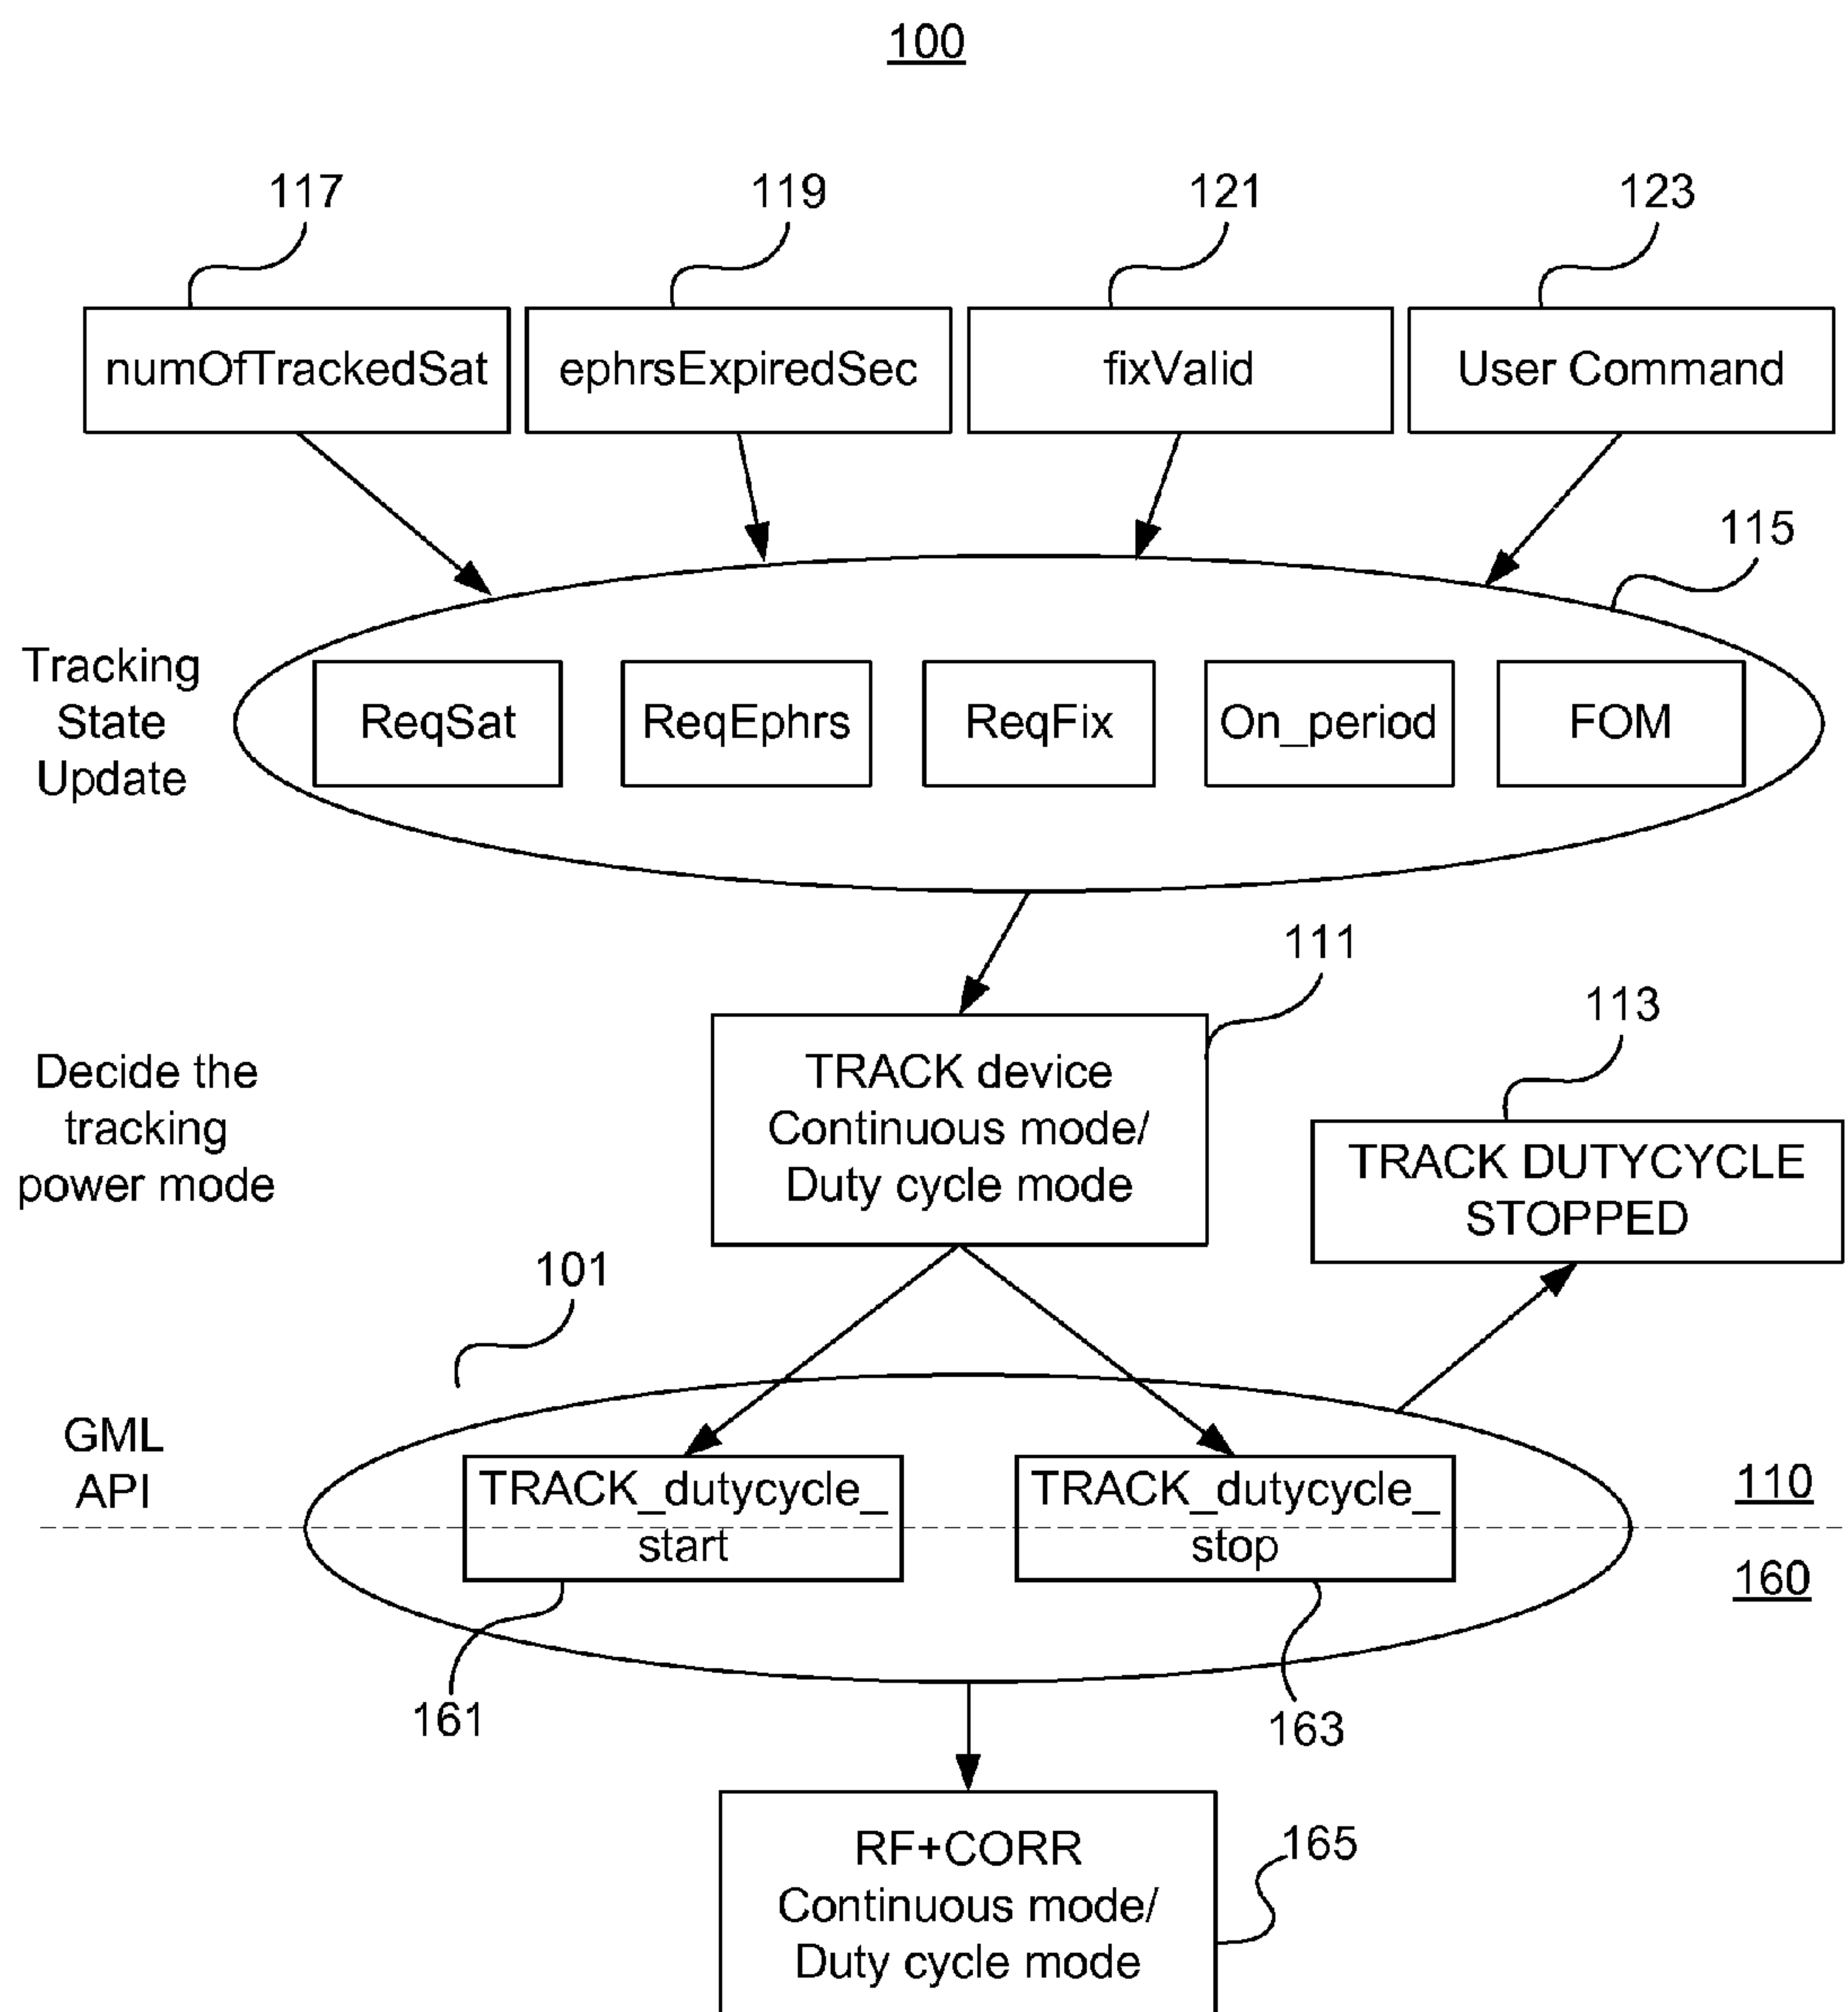 100
117
119
121
123
numOfTrackedSat
ephrsExpiredSec
fixValid
User Command
115
Tracking
State
Update
ReqSat
ReqEphrs
ReqFix
On_period
FOM
111
113
Decide the
tracking
power mode
TRACK device
Continuous mode/
Duty cycle mode
TRACK DUTYCYCLE
STOPPED
101
GML
API
TRACK_dutycycle_
start
TRACK_dutycycle_
stop
110
160
161
163
RF+CORR
Continuous mode/
Duty cycle mode
165